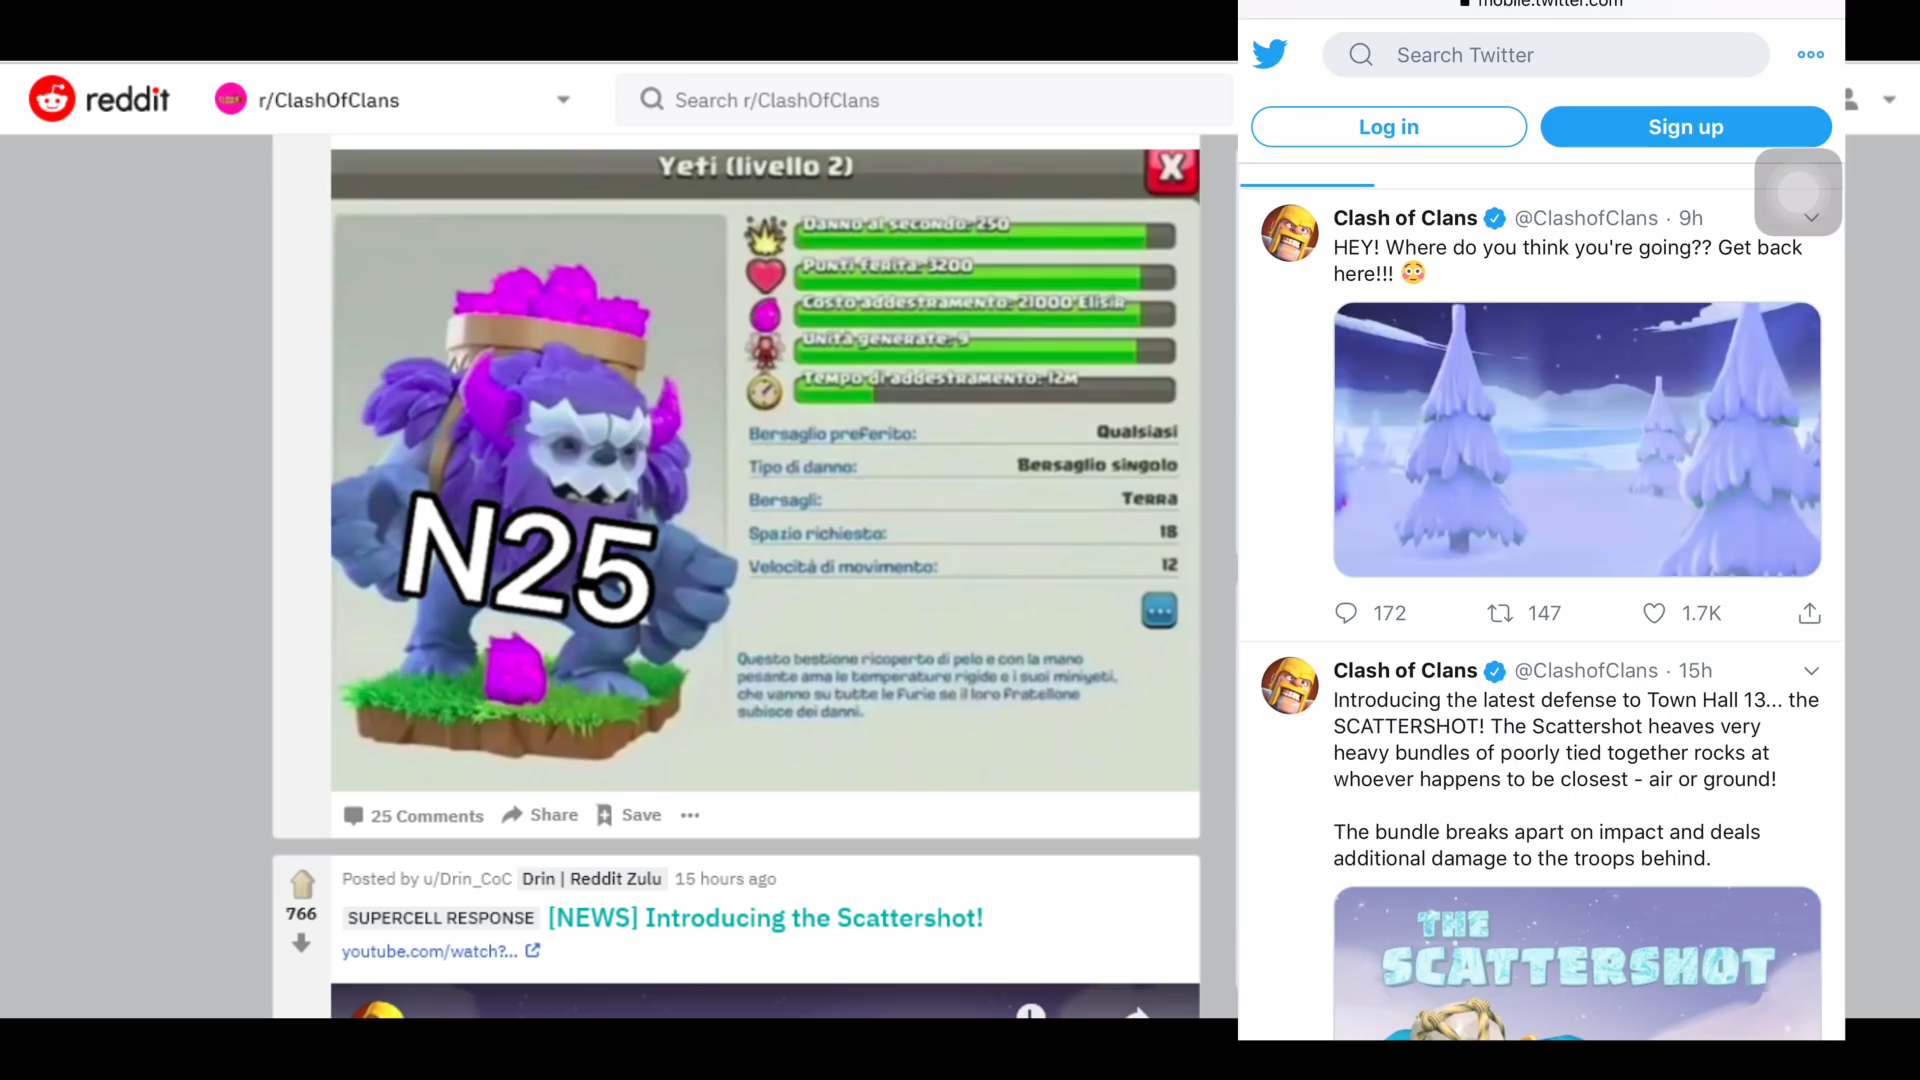 reddit
r/ClashOfClans
Search r/ClashOfClans
Yeti (livello 2)
X
Danno al secondo: 250
Punti ferita: 3200
Costo addestramento: 21000 Elisir
Unità generate: 9
Tempo di addestramento: 12m
Bersaglio preferito: Qualsiasi
Tipo di danno: Bersaglio singolo
Bersagli: Terra
Spazio richiesto: 18
Velocità di movimento: 12
N25
Questo bestione ricoperto di pelo e con la mano
pesante ama le temperature rigide e i suoi miniyeti,
che vanno su tutte le furie se il loro fratellone
subisce dei danni.
25 Comments Share Save
766
Posted by u/Drin_CoC Drin | Reddit Zulu 15 hours ago
SUPERCELL RESPONSE [NEWS] Introducing the Scattershot!
youtube.com/watch?...
mobile.twitter.com
Search Twitter
Log in
Sign up
Clash of Clans @ClashofClans · 9h
HEY! Where do you think you're going?? Get back
here!!! 😳
172 147 1.7K
Clash of Clans @ClashofClans · 15h
Introducing the latest defense to Town Hall 13... the
SCATTERSHOT! The Scattershot heaves very
heavy bundles of poorly tied together rocks at
whoever happens to be closest - air or ground!
The bundle breaks apart on impact and deals
additional damage to the troops behind.
THE
SCATTERSHOT